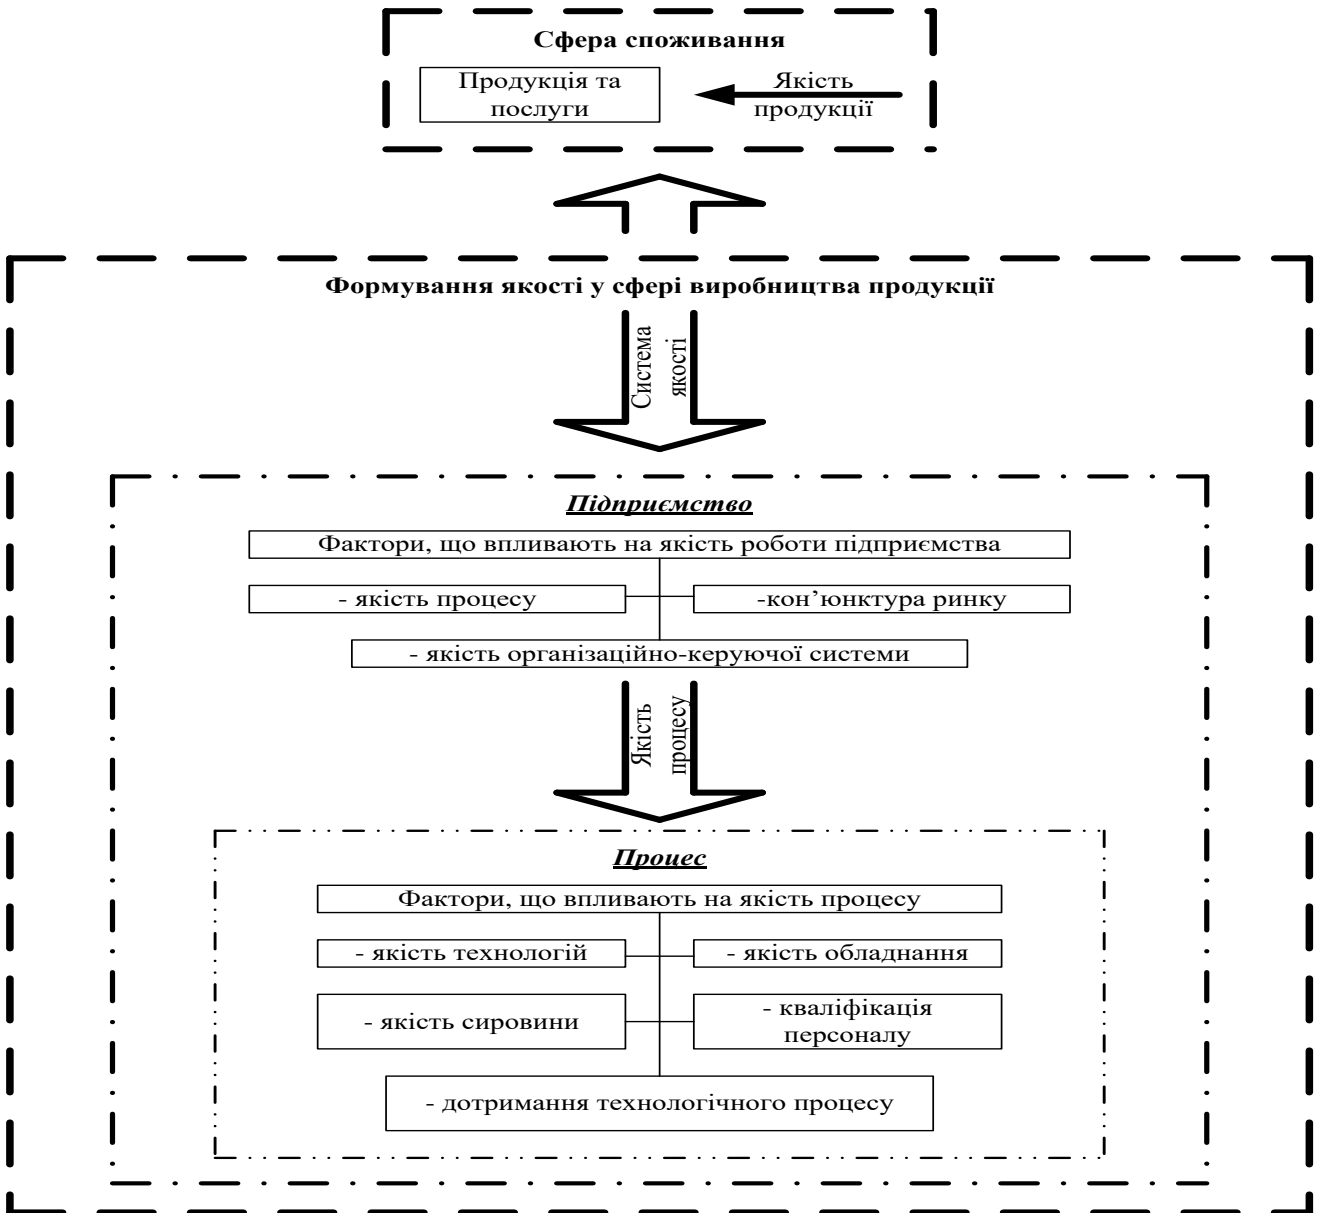 Сфера споживання
Продукція та
послуги
Якість
продукції
Формування якості у сфері виробництва продукції
Система
якості
Підприємство
Фактори, що впливають на якість роботи підприємства
- якість процесу
-кон’юнктура ринку
- якість організаційно-керуючої системи
Якість
процесу
Процес
Фактори, що впливають на якість процесу
- якість технологій
- якість обладнання
- якість сировини
- кваліфікація
персоналу
- дотримання технологічного процесу